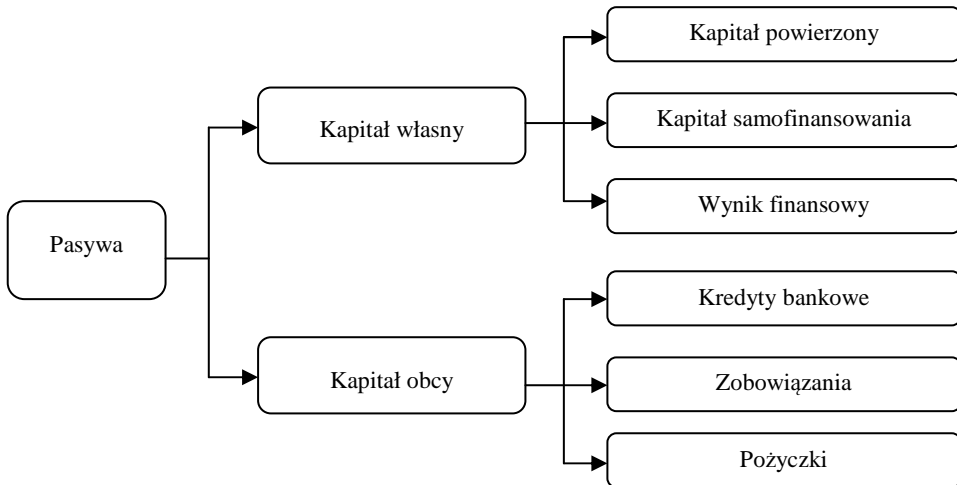 Pasywa
Kapitał własny
Kapitał powierzony
Kapitał samofinansowania
Wynik finansowy
Kapitał obcy
Kredyty bankowe
Zobowiązania
Pożyczki